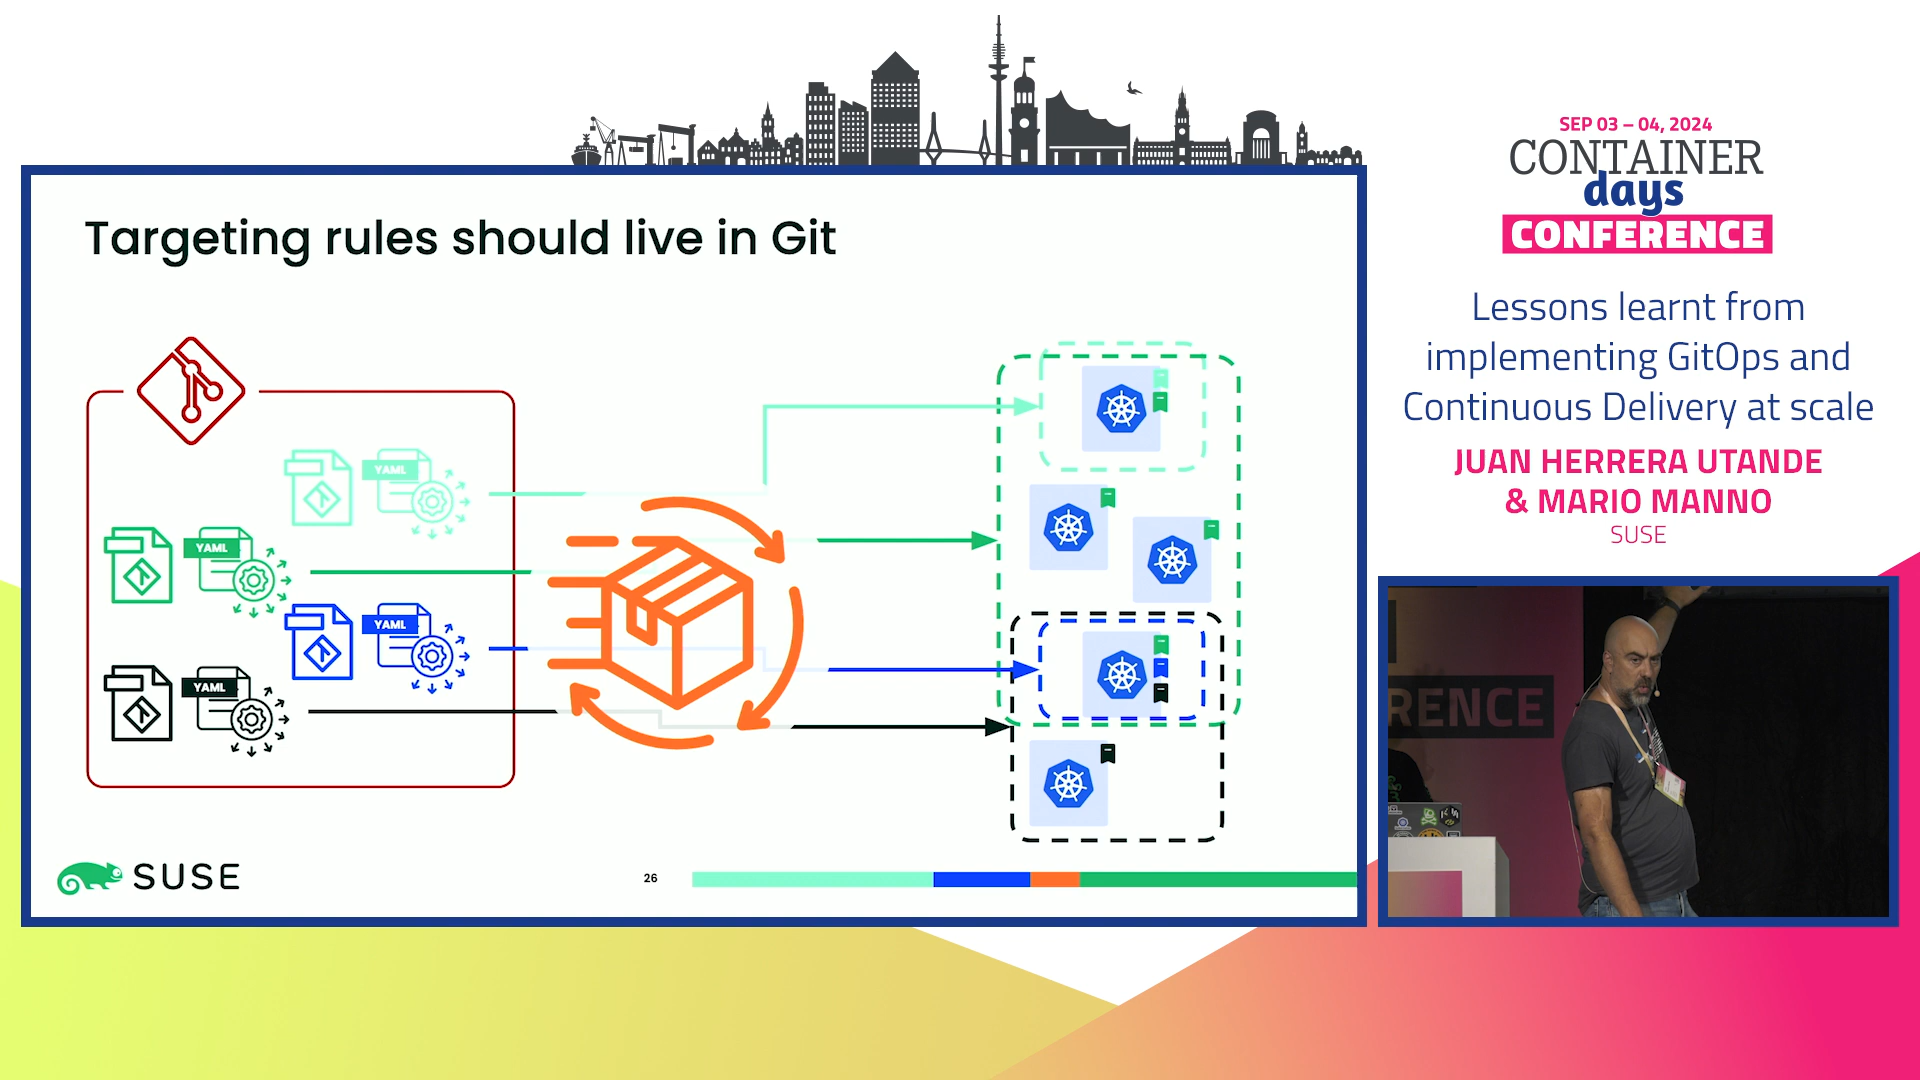 SEP 03 – 04, 2024
CONTAINER
days
CONFERENCE
Targeting rules should live in Git
Lessons learnt from
implementing GitOps and
Continuous Delivery at scale
JUAN HERRERA UTANDE
& MARIO MANNO
SUSE
YAML
YAML
YAML
YAML
RENCE
SUSE
26